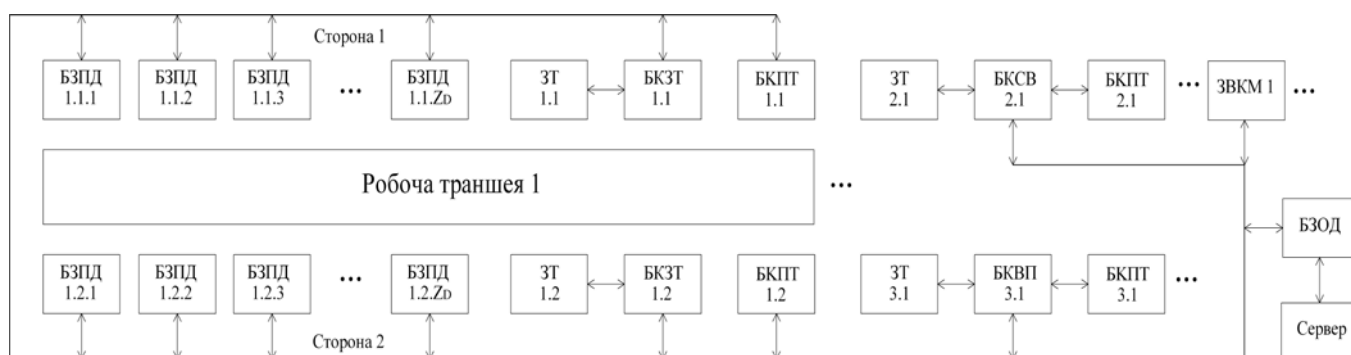 Сторона 1
БЗПД
1.1.1
БЗПД
1.1.2
БЗПД
1.1.3
...
БЗПД
1.1.ZD
ЗТ
1.1
БКЗТ
1.1
БКПТ
1.1
ЗТ
2.1
БКСВ
2.1
БКПТ
2.1
...
ЗВКМ 1
...
Робоча траншея 1
...
БЗОД
БЗПД
1.2.1
БЗПД
1.2.2
БЗПД
1.2.3
...
БЗПД
1.2.ZD
ЗТ
1.2
БКЗТ
1.2
БКПТ
1.2
ЗТ
3.1
БКВП
3.1
БКПТ
3.1
...
Сервер
Сторона 2